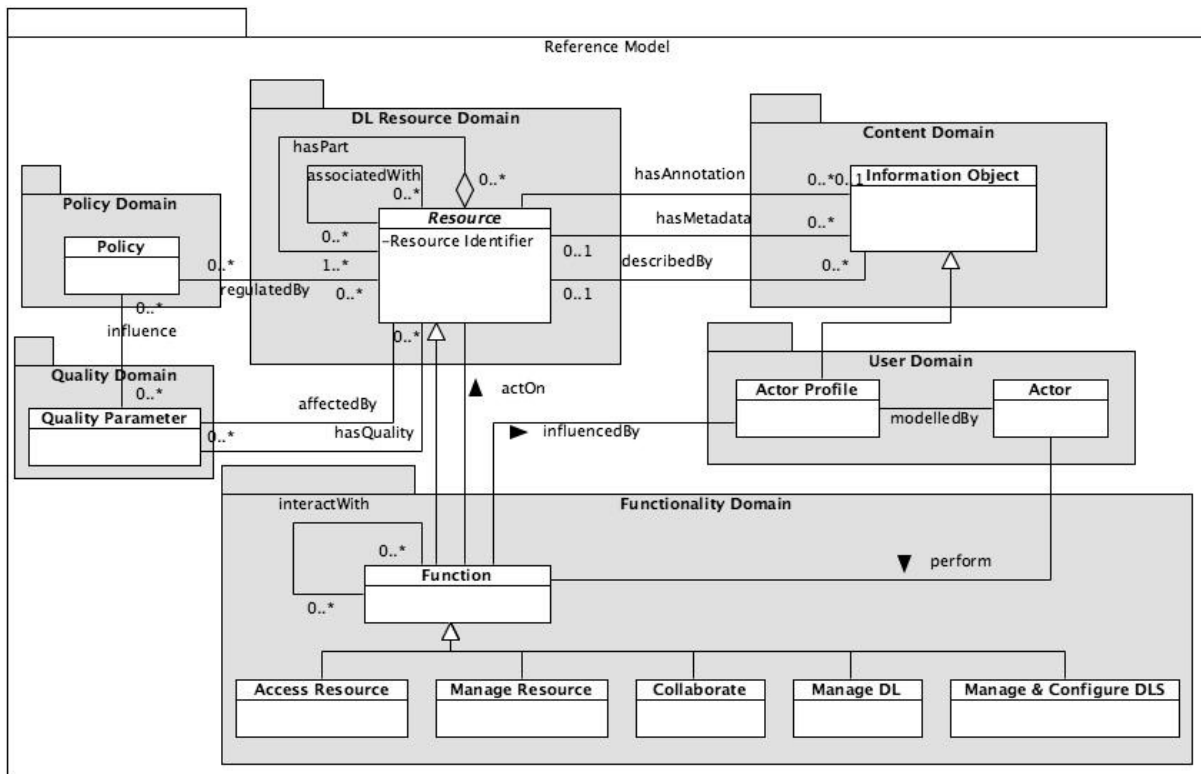 Reference Model
DL Resource Domain
hasPart
associatedWith
0..*
0..*
Resource
–Resource Identifier
0..*
1..*
0..*
0..*
0..1
0..1
Content Domain
Information Object
hasAnnotation
0..*0..1
hasMetadata
0..*
describedBy
0..*
Policy Domain
Policy
0..*
regulatedBy
0..*
influence
Quality Domain
0..*
Quality Parameter
0..*
affectedBy
hasQuality
actOn
influencedBy
User Domain
Actor Profile
Actor
modelledBy
Functionality Domain
interactWith
0..*
0..*
Function
perform
Access Resource
Manage Resource
Collaborate
Manage DL
Manage & Configure DLS